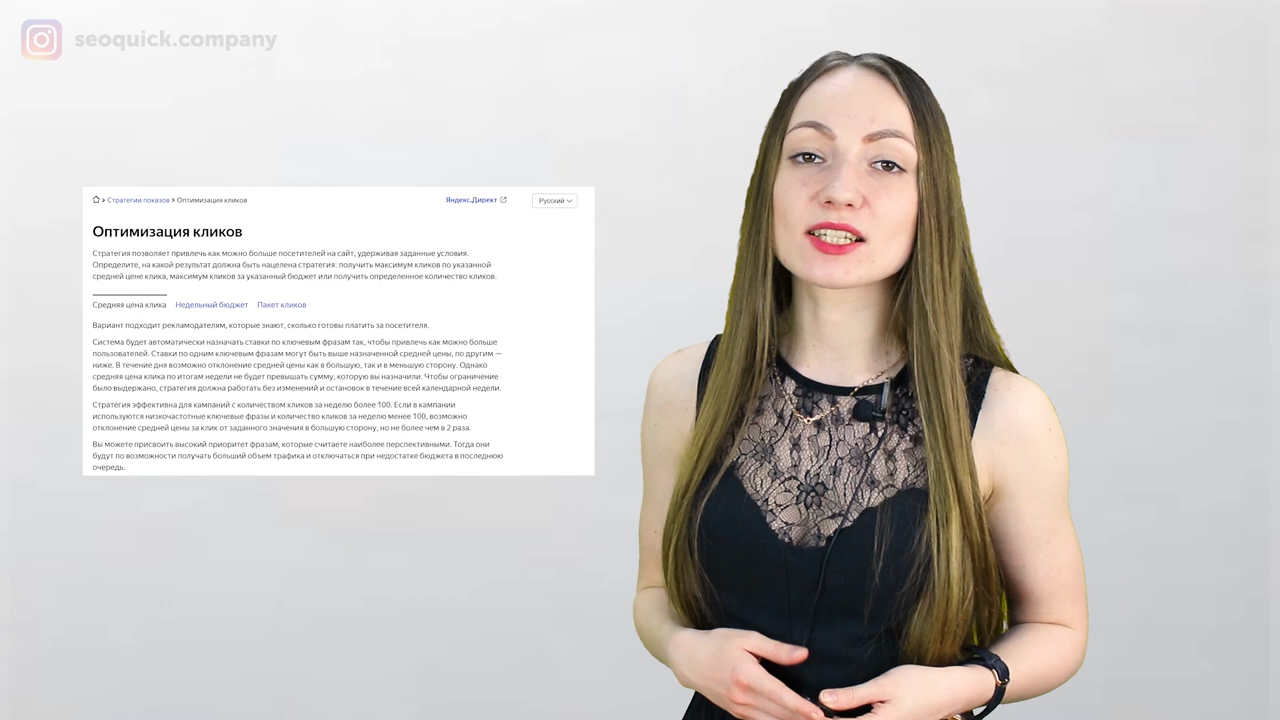 seoquick.company
Стратегии показов > Оптимизация кликов
Яндекс.Директ
Русский
Оптимизация кликов
Стратегия позволяет привлечь как можно больше посетителей на сайт, удерживая заданные условия.
Определите, на какой результат должна быть нацелена стратегия: получить максимум кликов по указанной
средней цене клика, максимум кликов за указанный бюджет или получить определенное количество кликов.
Средняя цена клика Недельный бюджет Пакет кликов
Вариант подходит рекламодателям, которые знают, сколько готовы платить за посетителя.
Система будет автоматически назначать ставки по ключевым фразам так, чтобы привлечь как можно больше
пользователей. Ставки по одним ключевым фразам могут быть выше назначенной средней цены, по другим —
ниже. В течение дня возможно отклонение средней цены как в большую, так и в меньшую сторону. Однако
средняя цена клика по итогам недели не будет превышать сумму, которую вы назначили. Чтобы ограничение
было выдержано, стратегия должна работать без изменений и остановок в течение всей календарной недели.
Стратегия эффективна для кампаний с количеством кликов за неделю более 100. Если в кампании
используются низкочастотные ключевые фразы и количество кликов за неделю менее 100, возможно
отклонение средней цены за клик от заданного значения в большую сторону, но не более чем в 2 раза.
Вы можете присвоить высокий приоритет фразам, которые считаете наиболее перспективными. Тогда они
будут по возможности получать больший объем трафика и отключаться при недостатке бюджета в последнюю
очередь.